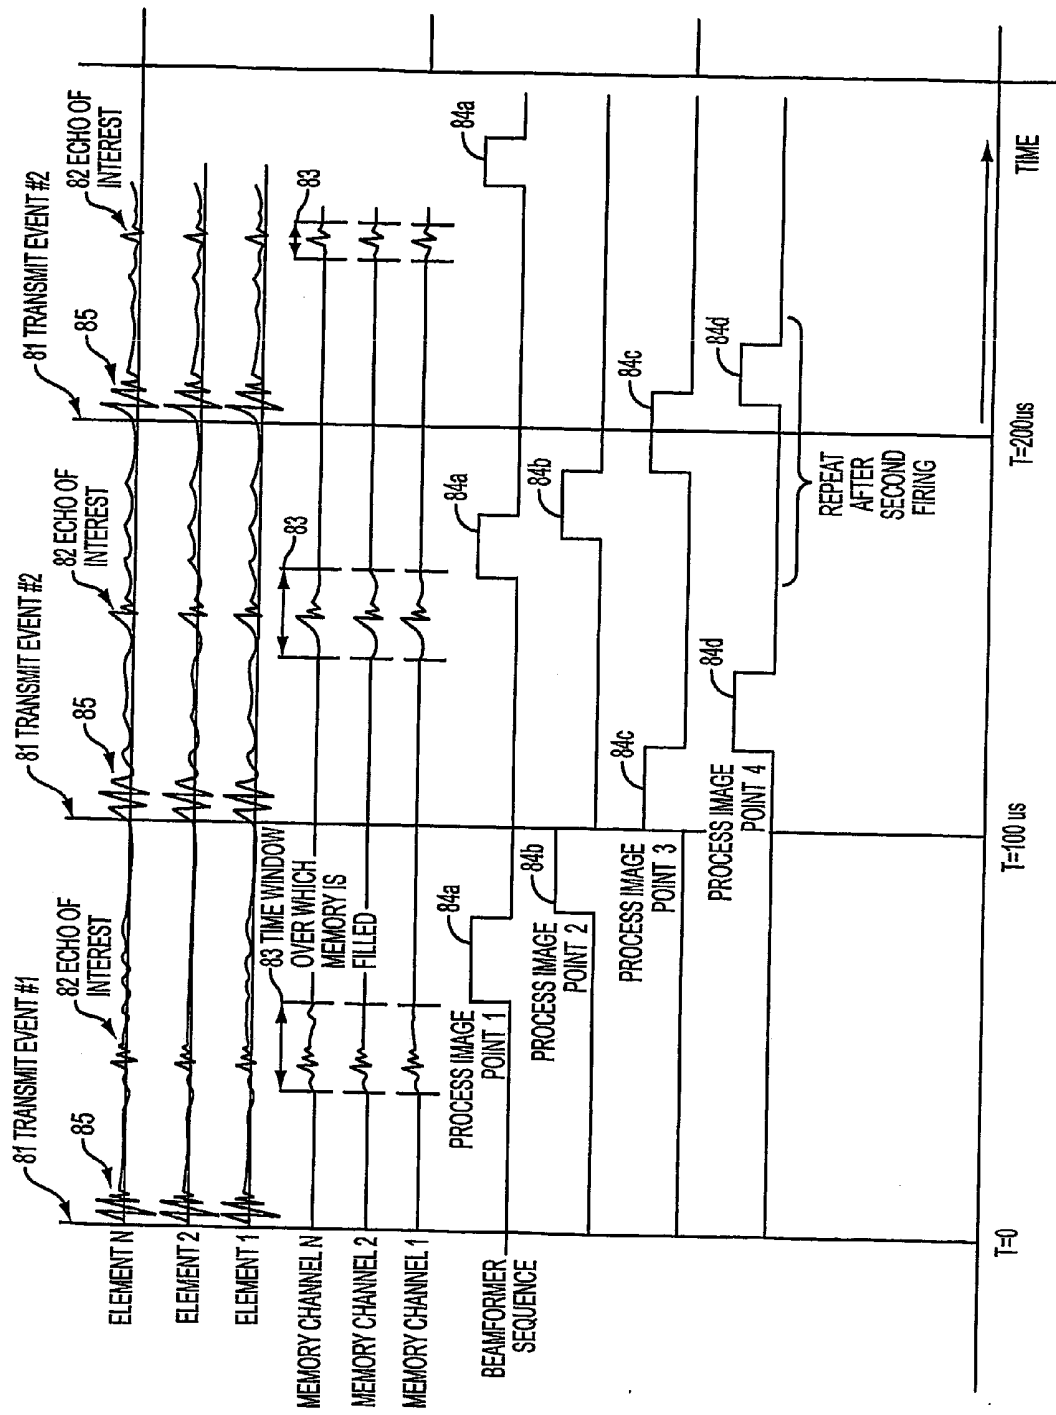 81 TRANSMIT EVENT #1
81 TRANSMIT EVENT #2
81 TRANSMIT EVENT #2
85
82 ECHO OF
INTEREST
85
82 ECHO OF
INTEREST
85
82 ECHO OF
INTEREST
ELEMENT N
ELEMENT 2
ELEMENT 1
83 TIME WINDOW
OVER WHICH
MEMORY IS
FILLED
83
83
MEMORY CHANNEL N
MEMORY CHANNEL 2
MEMORY CHANNEL 1
BEAMFORMER
SEQUENCE
PROCESS IMAGE
POINT 1
84a
84a
84a
PROCESS IMAGE
POINT 2
84b
84b
PROCESS IMAGE
POINT 3
84c
84c
PROCESS IMAGE
POINT 4
84d
84d
REPEAT
AFTER
SECOND
FIRING
T=0
T=100 us
T=200us
TIME